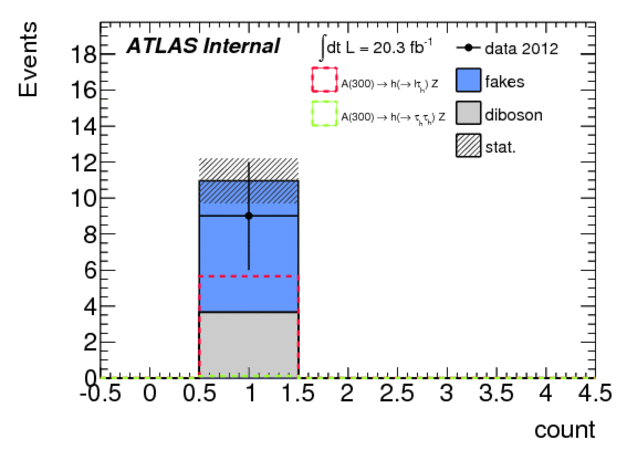 ATLAS Internal
∫dt L = 20.3 fb⁻¹
data 2012
A(300) → h(→ lτₕ) Z
fakes
A(300) → h(→ τₕτₕ) Z
diboson
stat.
Events
18
16
14
12
10
8
6
4
2
0
-0.5 0 0.5 1 1.5 2 2.5 3 3.5 4 4.5
count